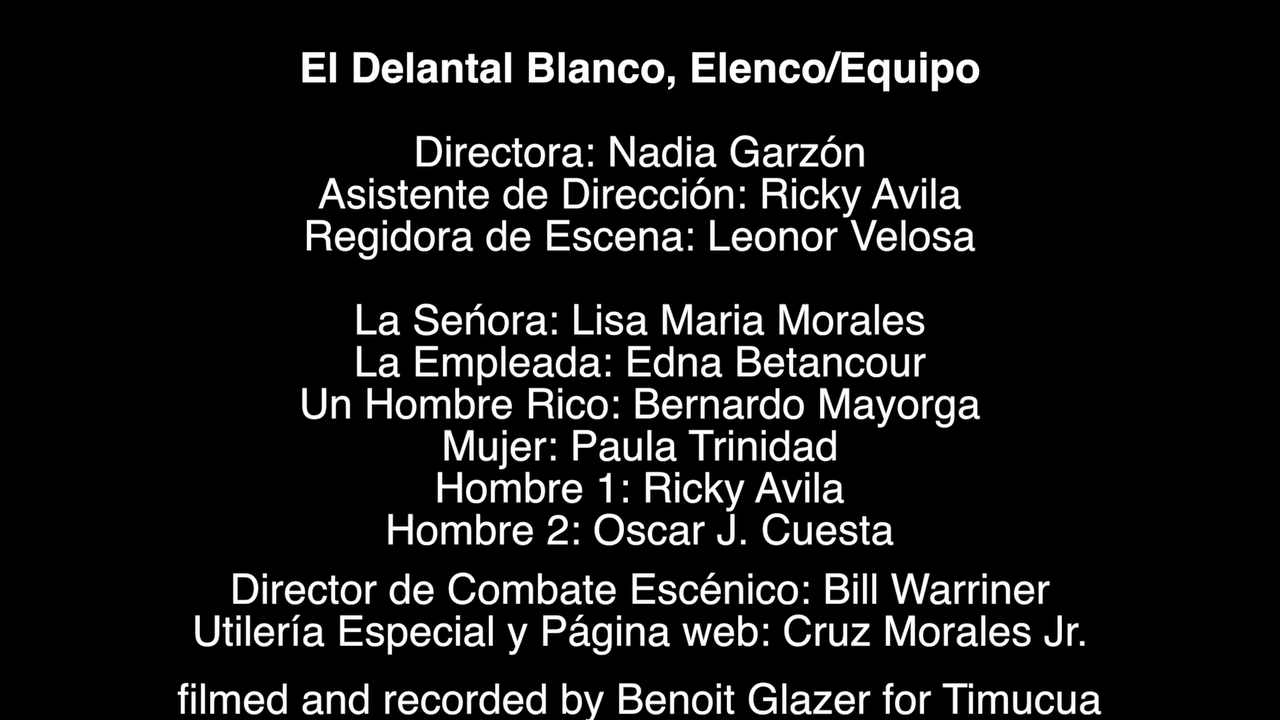 El Delantal Blanco, Elenco/Equipo
Directora: Nadia Garzón
Asistente de Dirección: Ricky Avila
Regidora de Escena: Leonor Velosa
La Seńora: Lisa Maria Morales
La Empleada: Edna Betancour
Un Hombre Rico: Bernardo Mayorga
Mujer: Paula Trinidad
Hombre 1: Ricky Avila
Hombre 2: Oscar J. Cuesta
Director de Combate Escénico: Bill Warriner
Utilería Especial y Página web: Cruz Morales Jr.
filmed and recorded by Benoit Glazer for Timucua